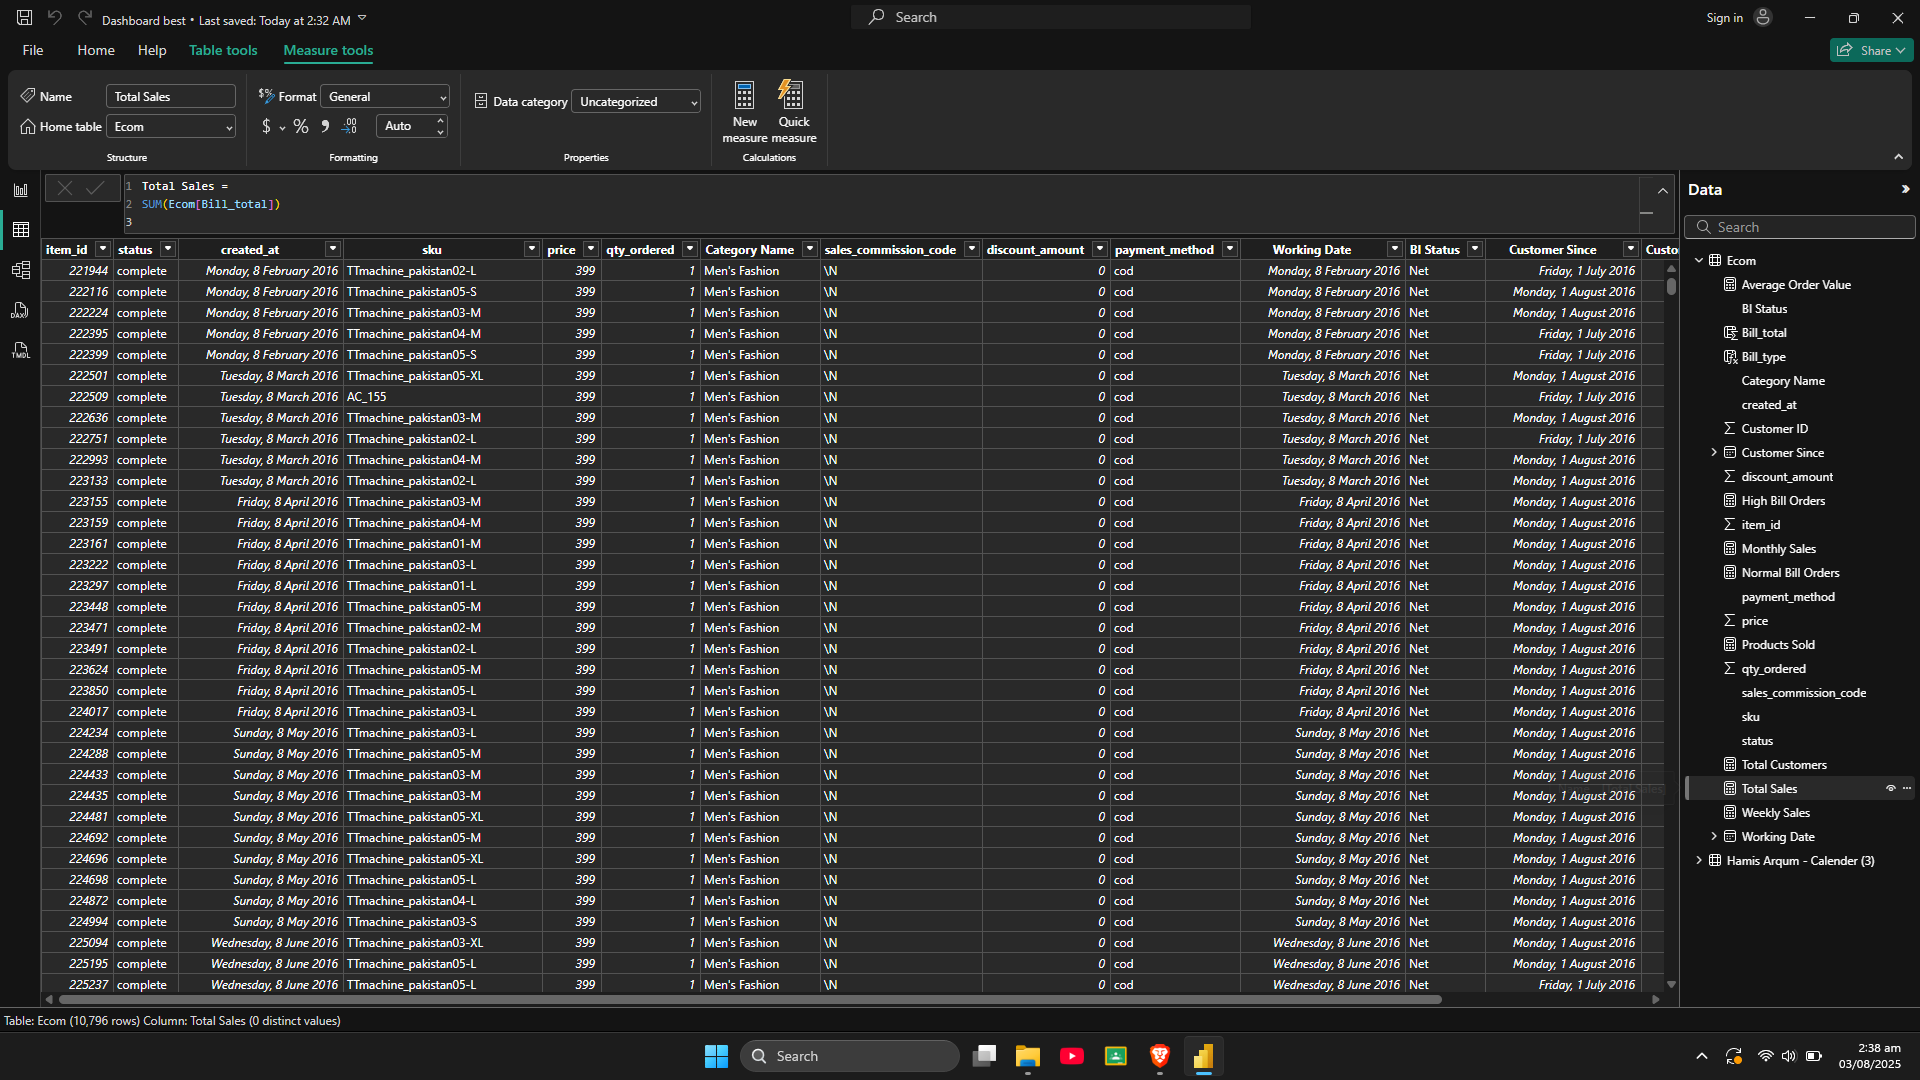 Dashboard best • Last saved: Today at 2:32 AM
Search
Sign in
File Home Help Table tools Measure tools
Share
Name Total Sales
Home table Ecom
Structure
Format General
$ % Auto
Formatting
Data category Uncategorized
Properties
New measure
Quick measure
Calculations
1 Total Sales =
2 SUM(Ecom[Bill_total])
3
item_id status created_at sku price qty_ordered Category Name sales_commission_code discount_amount payment_method Working Date BI Status Customer Since Custo
221944 complete Monday, 8 February 2016 TTmachine_pakistan02-L 399 1 Men's Fashion \N 0 cod Monday, 8 February 2016 Net Friday, 1 July 2016
222116 complete Monday, 8 February 2016 TTmachine_pakistan05-S 399 1 Men's Fashion \N 0 cod Monday, 8 February 2016 Net Monday, 1 August 2016
222224 complete Monday, 8 February 2016 TTmachine_pakistan03-M 399 1 Men's Fashion \N 0 cod Monday, 8 February 2016 Net Monday, 1 August 2016
222395 complete Monday, 8 February 2016 TTmachine_pakistan04-M 399 1 Men's Fashion \N 0 cod Monday, 8 February 2016 Net Friday, 1 July 2016
222399 complete Monday, 8 February 2016 TTmachine_pakistan05-S 399 1 Men's Fashion \N 0 cod Monday, 8 February 2016 Net Friday, 1 July 2016
222501 complete Tuesday, 8 March 2016 TTmachine_pakistan05-XL 399 1 Men's Fashion \N 0 cod Tuesday, 8 March 2016 Net Monday, 1 August 2016
222509 complete Tuesday, 8 March 2016 AC_155 399 1 Men's Fashion \N 0 cod Tuesday, 8 March 2016 Net Friday, 1 July 2016
222636 complete Tuesday, 8 March 2016 TTmachine_pakistan03-M 399 1 Men's Fashion \N 0 cod Tuesday, 8 March 2016 Net Monday, 1 August 2016
222751 complete Tuesday, 8 March 2016 TTmachine_pakistan02-L 399 1 Men's Fashion \N 0 cod Tuesday, 8 March 2016 Net Friday, 1 July 2016
222993 complete Tuesday, 8 March 2016 TTmachine_pakistan04-M 399 1 Men's Fashion \N 0 cod Tuesday, 8 March 2016 Net Monday, 1 August 2016
223133 complete Tuesday, 8 March 2016 TTmachine_pakistan02-L 399 1 Men's Fashion \N 0 cod Tuesday, 8 March 2016 Net Monday, 1 August 2016
223155 complete Friday, 8 April 2016 TTmachine_pakistan03-M 399 1 Men's Fashion \N 0 cod Friday, 8 April 2016 Net Monday, 1 August 2016
223159 complete Friday, 8 April 2016 TTmachine_pakistan04-M 399 1 Men's Fashion \N 0 cod Friday, 8 April 2016 Net Monday, 1 August 2016
223161 complete Friday, 8 April 2016 TTmachine_pakistan01-M 399 1 Men's Fashion \N 0 cod Friday, 8 April 2016 Net Monday, 1 August 2016
223222 complete Friday, 8 April 2016 TTmachine_pakistan03-L 399 1 Men's Fashion \N 0 cod Friday, 8 April 2016 Net Monday, 1 August 2016
223297 complete Friday, 8 April 2016 TTmachine_pakistan01-L 399 1 Men's Fashion \N 0 cod Friday, 8 April 2016 Net Monday, 1 August 2016
223448 complete Friday, 8 April 2016 TTmachine_pakistan05-M 399 1 Men's Fashion \N 0 cod Friday, 8 April 2016 Net Monday, 1 August 2016
223471 complete Friday, 8 April 2016 TTmachine_pakistan02-M 399 1 Men's Fashion \N 0 cod Friday, 8 April 2016 Net Monday, 1 August 2016
223491 complete Friday, 8 April 2016 TTmachine_pakistan02-L 399 1 Men's Fashion \N 0 cod Friday, 8 April 2016 Net Monday, 1 August 2016
223624 complete Friday, 8 April 2016 TTmachine_pakistan05-M 399 1 Men's Fashion \N 0 cod Friday, 8 April 2016 Net Monday, 1 August 2016
223850 complete Friday, 8 April 2016 TTmachine_pakistan05-L 399 1 Men's Fashion \N 0 cod Friday, 8 April 2016 Net Monday, 1 August 2016
224017 complete Friday, 8 April 2016 TTmachine_pakistan03-L 399 1 Men's Fashion \N 0 cod Friday, 8 April 2016 Net Monday, 1 August 2016
224234 complete Sunday, 8 May 2016 TTmachine_pakistan03-L 399 1 Men's Fashion \N 0 cod Sunday, 8 May 2016 Net Monday, 1 August 2016
224288 complete Sunday, 8 May 2016 TTmachine_pakistan05-M 399 1 Men's Fashion \N 0 cod Sunday, 8 May 2016 Net Monday, 1 August 2016
224433 complete Sunday, 8 May 2016 TTmachine_pakistan03-M 399 1 Men's Fashion \N 0 cod Sunday, 8 May 2016 Net Monday, 1 August 2016
224435 complete Sunday, 8 May 2016 TTmachine_pakistan03-M 399 1 Men's Fashion \N 0 cod Sunday, 8 May 2016 Net Monday, 1 August 2016
224481 complete Sunday, 8 May 2016 TTmachine_pakistan05-XL 399 1 Men's Fashion \N 0 cod Sunday, 8 May 2016 Net Monday, 1 August 2016
224692 complete Sunday, 8 May 2016 TTmachine_pakistan05-M 399 1 Men's Fashion \N 0 cod Sunday, 8 May 2016 Net Monday, 1 August 2016
224696 complete Sunday, 8 May 2016 TTmachine_pakistan05-XL 399 1 Men's Fashion \N 0 cod Sunday, 8 May 2016 Net Monday, 1 August 2016
224698 complete Sunday, 8 May 2016 TTmachine_pakistan05-L 399 1 Men's Fashion \N 0 cod Sunday, 8 May 2016 Net Monday, 1 August 2016
224872 complete Sunday, 8 May 2016 TTmachine_pakistan04-L 399 1 Men's Fashion \N 0 cod Sunday, 8 May 2016 Net Monday, 1 August 2016
224994 complete Sunday, 8 May 2016 TTmachine_pakistan03-S 399 1 Men's Fashion \N 0 cod Sunday, 8 May 2016 Net Monday, 1 August 2016
225094 complete Wednesday, 8 June 2016 TTmachine_pakistan03-XL 399 1 Men's Fashion \N 0 cod Wednesday, 8 June 2016 Net Monday, 1 August 2016
225195 complete Wednesday, 8 June 2016 TTmachine_pakistan05-L 399 1 Men's Fashion \N 0 cod Wednesday, 8 June 2016 Net Monday, 1 August 2016
225237 complete Wednesday, 8 June 2016 TTmachine_pakistan05-L 399 1 Men's Fashion \N 0 cod Wednesday, 8 June 2016 Net Friday, 1 July 2016
DAX
TMDL
Data
Search
Ecom
Average Order Value
BI Status
Bill_total
Bill_type
Category Name
created_at
Customer ID
Customer Since
discount_amount
High Bill Orders
item_id
Monthly Sales
Normal Bill Orders
payment_method
price
Products Sold
qty_ordered
sales_commission_code
sku
status
Total Customers
Total Sales
Weekly Sales
Working Date
Hamis Arqum - Calender (3)
Table: Ecom (10,796 rows) Column: Total Sales (0 distinct values)
Search
2:38 am
03/08/2025